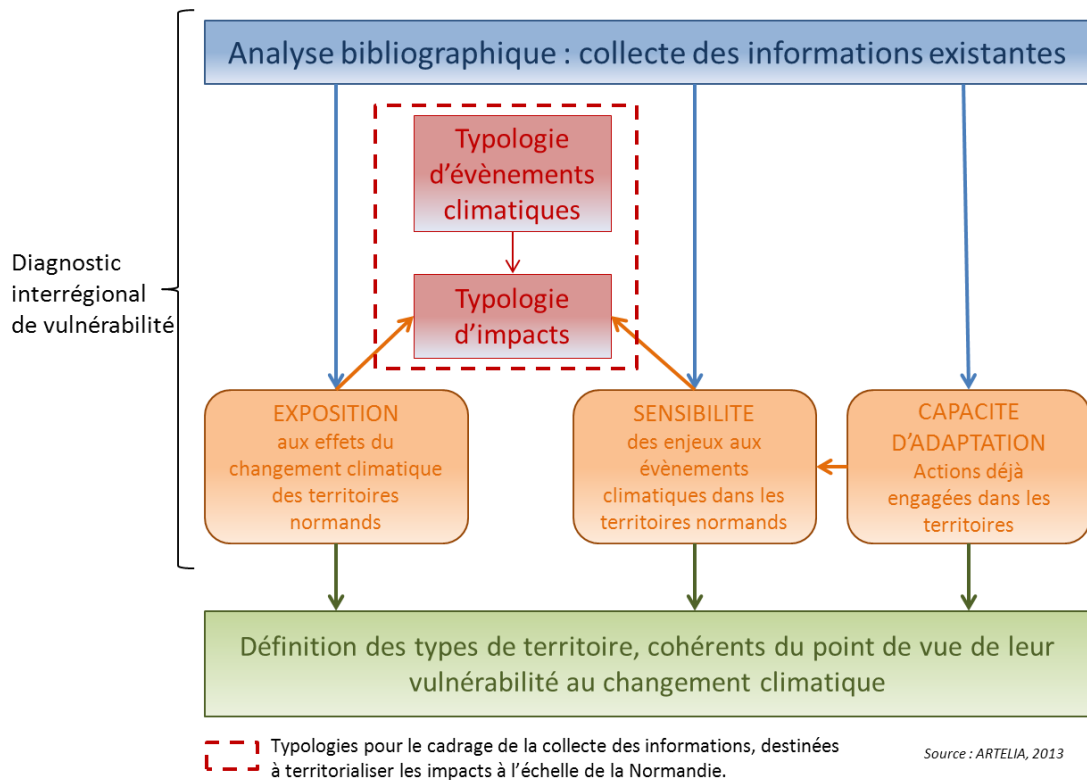 Analyse bibliographique : collecte des informations existantes
Typologie
d'évènements
climatiques
Typologie
d'impacts
Diagnostic
interrégional
de vulnérabilité
EXPOSITION
aux effets du
changement climatique
des territoires
normands
SENSIBILITE
des enjeux aux
évènements
climatiques dans les
territoires normands
CAPACITE
D'ADAPTATION
Actions déjà
engagées dans les
territoires
Définition des types de territoire, cohérents du point de vue de leur
vulnérabilité au changement climatique
Typologies pour le cadrage de la collecte des informations, destinées
à territorialiser les impacts à l'échelle de la Normandie.
Source : ARTELIA, 2013